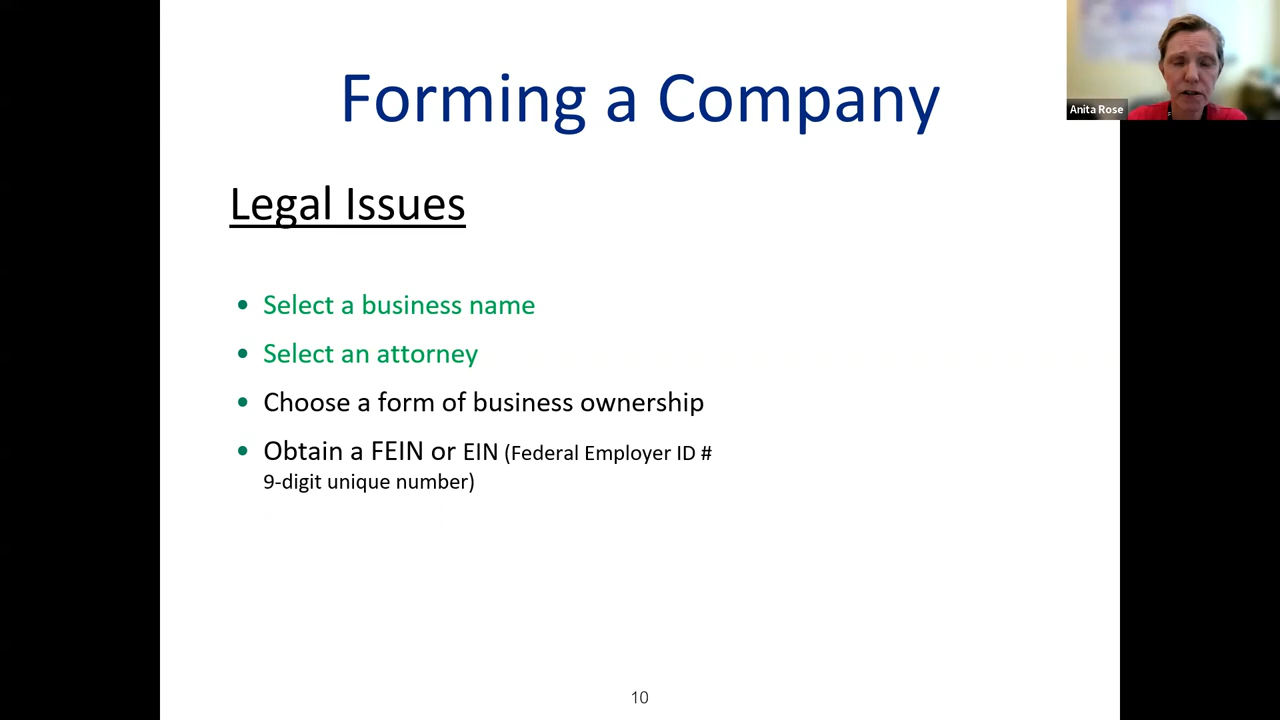 Forming a Company
Anita Rose
Legal Issues
• Select a business name
• Select an attorney
• Choose a form of business ownership
• Obtain a FEIN or EIN (Federal Employer ID #
9-digit unique number)
10